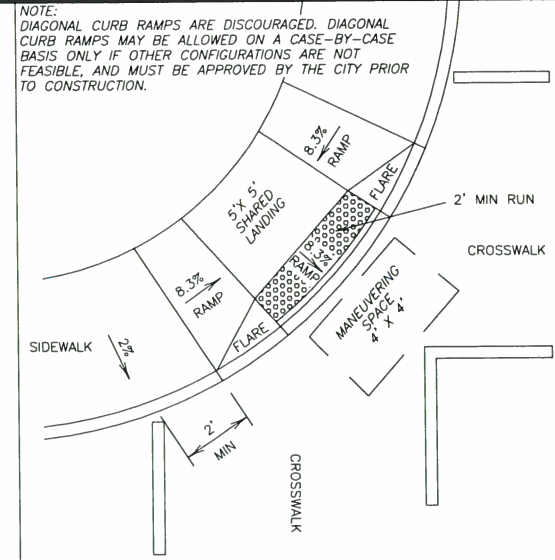 NOTE:
DIAGONAL CURB RAMPS ARE DISCOURAGED. DIAGONAL
CURB RAMPS MAY BE ALLOWED ON A CASE-BY-CASE
BASIS ONLY IF OTHER CONFIGURATIONS ARE NOT
FEASIBLE, AND MUST BE APPROVED BY THE CITY PRIOR
TO CONSTRUCTION.
8.3%
RAMP
FLARE
5'X 5'
SHARED
LANDING
2' MIN RUN
CROSSWALK
RAMP
8.3%
MANEUVERING
SPACE
4' X 4'
8.3%
RAMP
FLARE
SIDEWALK
2%
2'
MIN
CROSSWALK